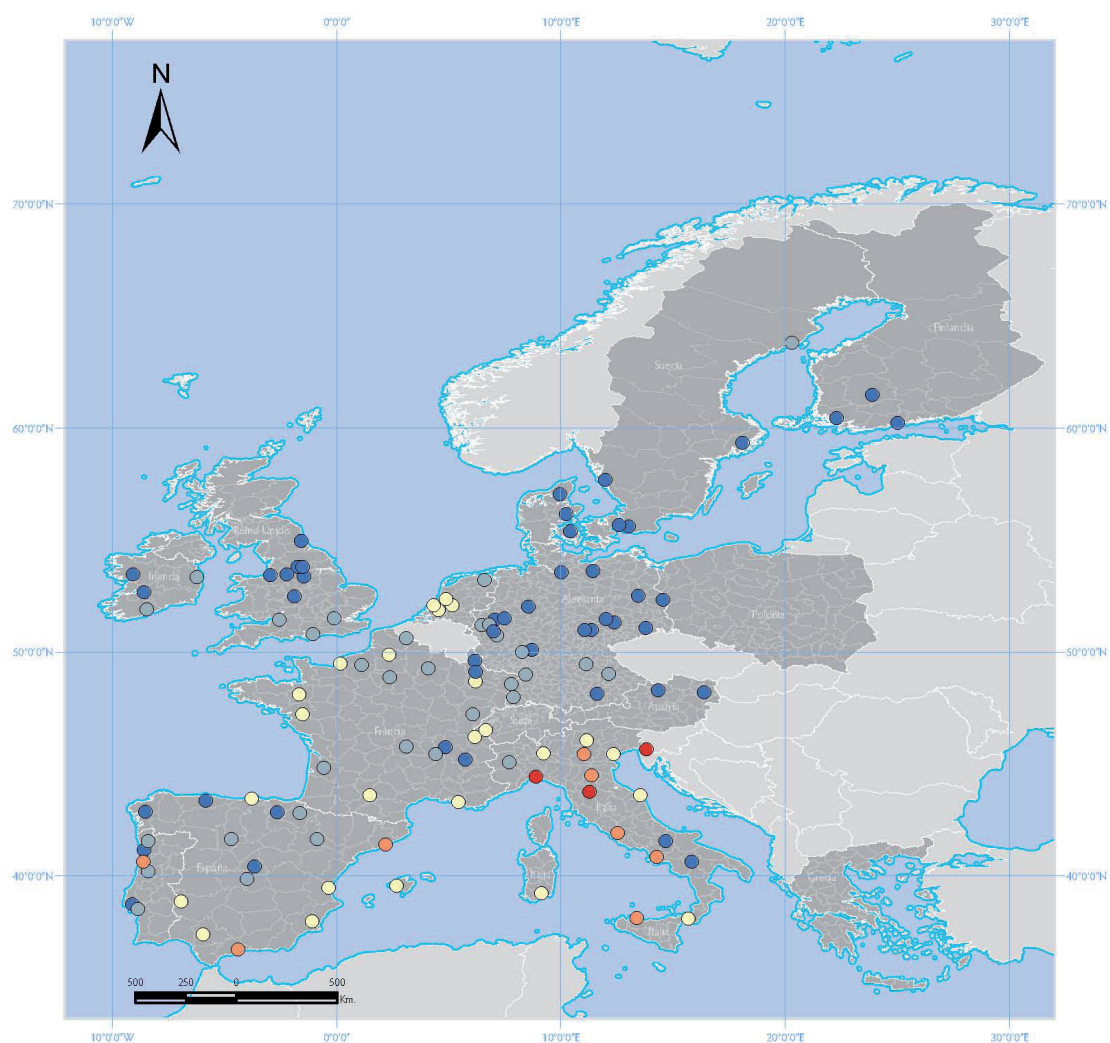 10°0'0"W 0°0'0" 10°0'0"E 20°0'0"E 30°0'0"E
N
70°0'0"N 70°0'0"N
Finlandia
Suecia
60°0'0"N 60°0'0"N
Reino Unido
Irlanda
Alemania
Polonia
50°0'0"N 50°0'0"N
Austria
Suiza
Francia
Italia
España
Italia
40°0'0"N 40°0'0"N
Grecia
Italia
500 250 0 500
Km.
10°0'0"W 0°0'0" 10°0'0"E 20°0'0"E 30°0'0"E